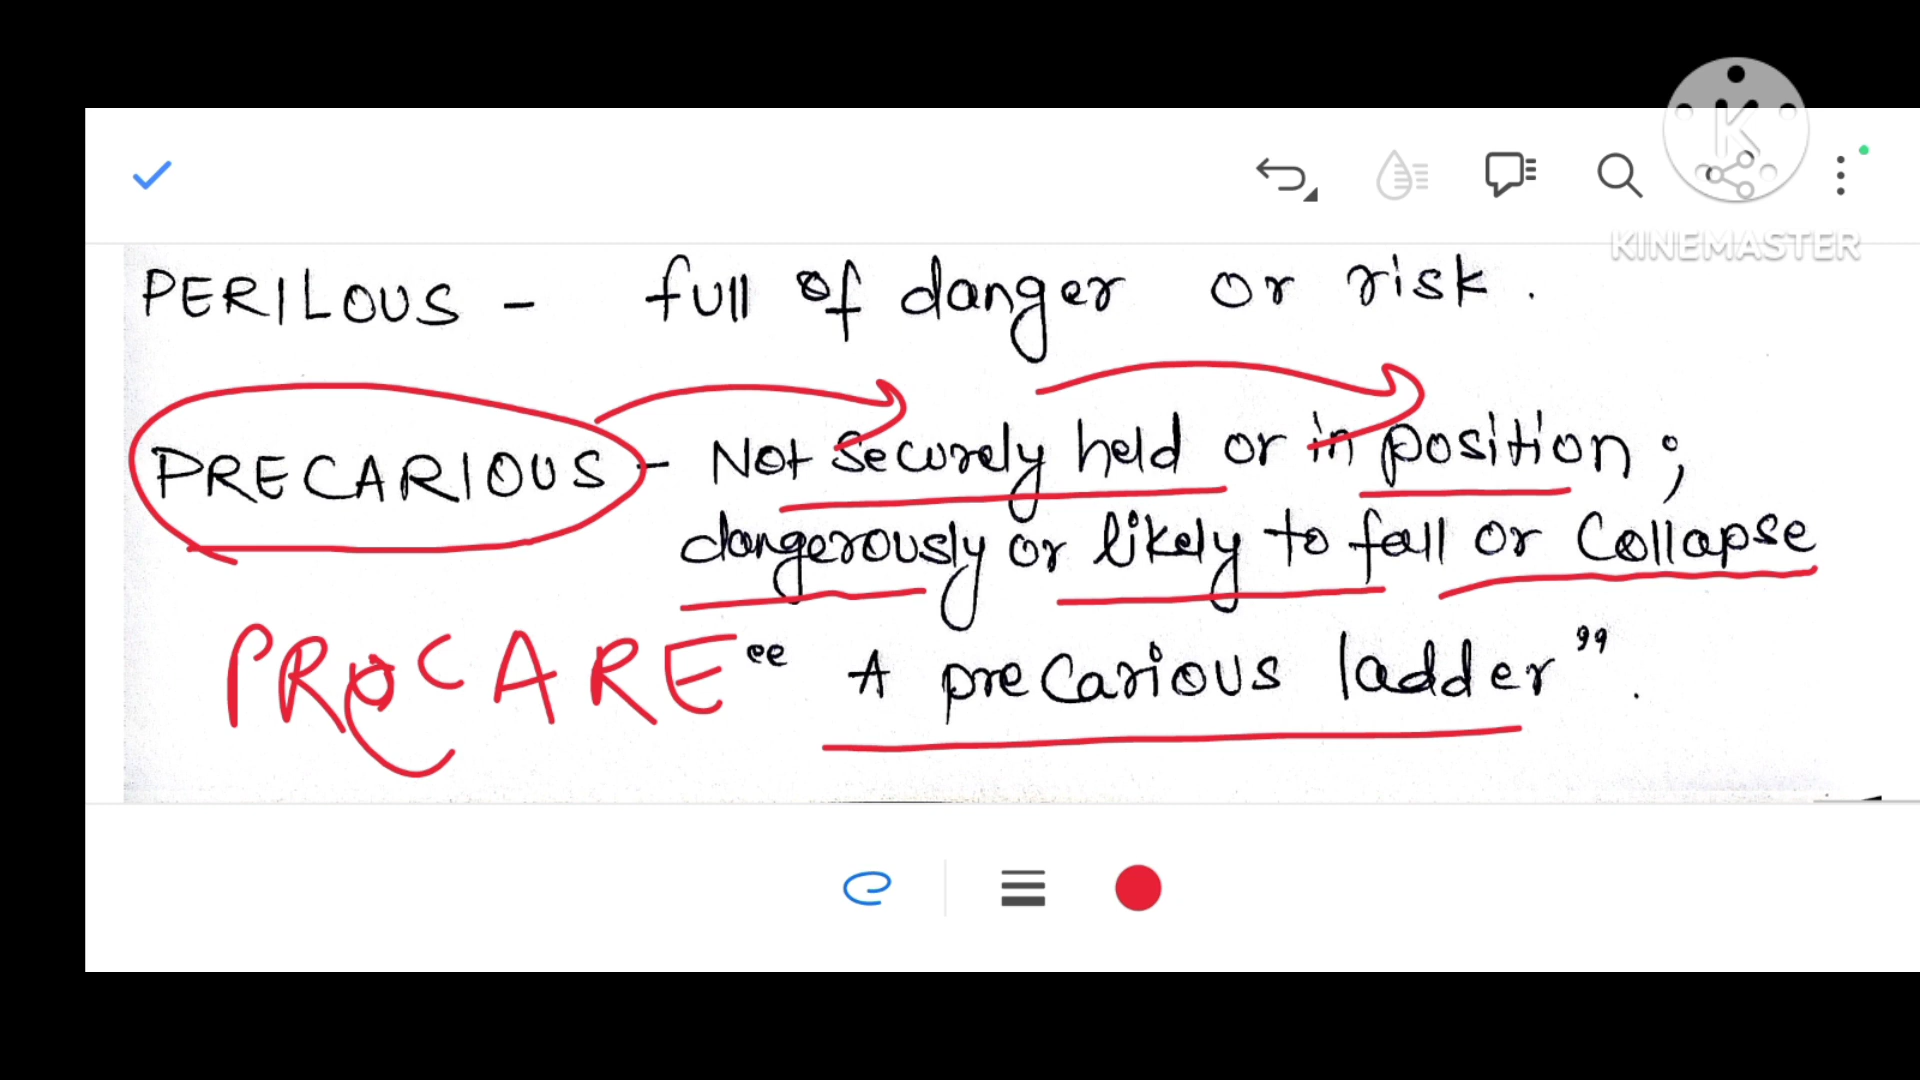 KINEMASTER
PERILOUS - full of danger or risk.
PRECARIOUS - Not securely held or in position;
dangerously or likely to fall or Collapse
PROCARE
“A preCarious ladder”.